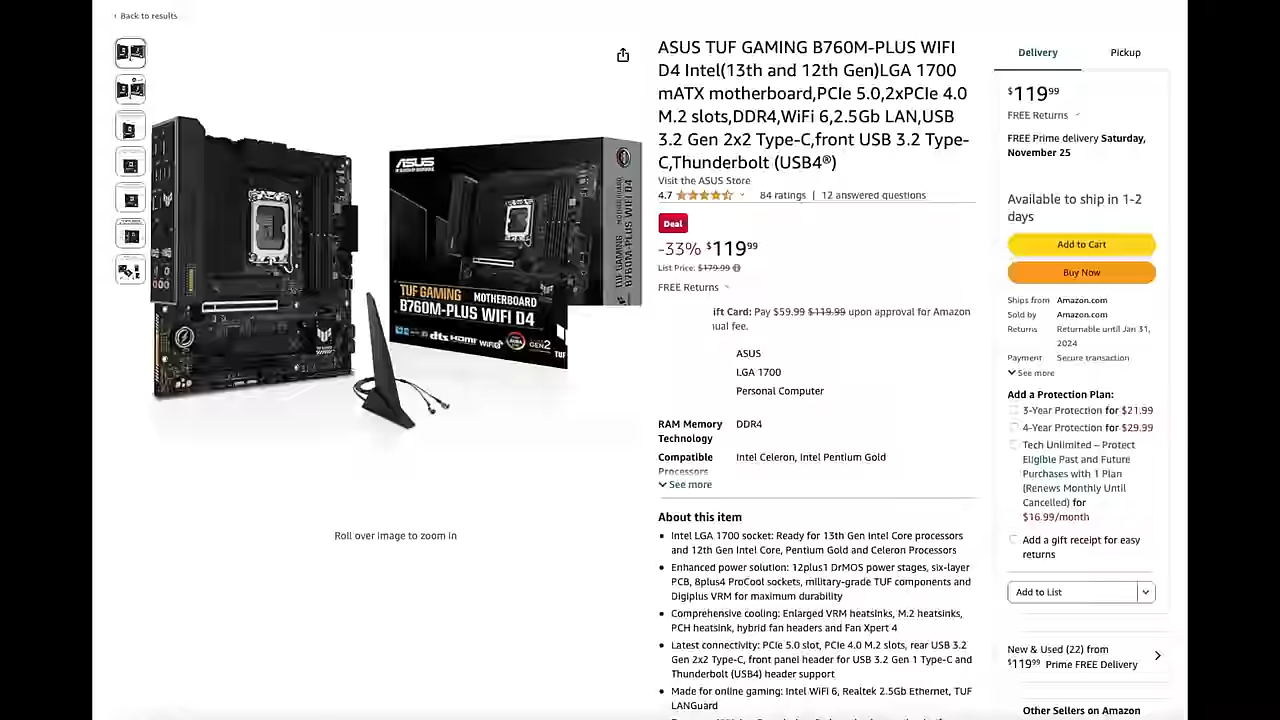 Back to results
ASUS TUF GAMING B760M-PLUS WIFI
D4 Intel(13th and 12th Gen)LGA 1700
mATX motherboard,PCIe 5.0,2xPCIe 4.0
M.2 slots,DDR4,WiFi 6,2.5Gb LAN,USB
3.2 Gen 2x2 Type-C,front USB 3.2 Type-
C,Thunderbolt (USB4®)
Visit the ASUS Store
4.7
84 ratings | 12 answered questions
Deal
-33% $119⁹⁹
List Price: $179.99
FREE Returns
ift Card: Pay $59.99 $119.99 upon approval for Amazon
ual fee.
ASUS
LGA 1700
Personal Computer
RAM Memory Technology DDR4
Compatible Processors Intel Celeron, Intel Pentium Gold
See more
About this item
Intel LGA 1700 socket: Ready for 13th Gen Intel Core processors
and 12th Gen Intel Core, Pentium Gold and Celeron Processors
Enhanced power solution: 12plus1 DrMOS power stages, six-layer
PCB, 8plus4 ProCool sockets, military-grade TUF components and
Digiplus VRM for maximum durability
Comprehensive cooling: Enlarged VRM heatsinks, M.2 heatsinks,
PCH heatsink, hybrid fan headers and Fan Xpert 4
Latest connectivity: PCIe 5.0 slot, PCIe 4.0 M.2 slots, rear USB 3.2
Gen 2x2 Type-C, front panel header for USB 3.2 Gen 1 Type-C and
Thunderbolt (USB4) header support
Made for online gaming: Intel WiFi 6, Realtek 2.5Gb Ethernet, TUF
LANGuard
ASUS
TUF GAMING MOTHERBOARD
B760M-PLUS WIFI D4
dts HDMI WiFi6 GEN2
TUF
TUF GAMING MOTHERBOARD
B760M-PLUS WIFI D4
Roll over image to zoom in
Delivery Pickup
$119⁹⁹
FREE Returns
FREE Prime delivery Saturday,
November 25
Available to ship in 1-2
days
Add to Cart
Buy Now
Ships from Amazon.com
Sold by Amazon.com
Returns Returnable until Jan 31,
2024
Payment Secure transaction
See more
Add a Protection Plan:
3-Year Protection for $21.99
4-Year Protection for $29.99
Tech Unlimited – Protect
Eligible Past and Future
Purchases with 1 Plan
(Renews Monthly Until
Cancelled) for
$16.99/month
Add a gift receipt for easy
returns
Add to List
New & Used (22) from
$119⁹⁹ Prime FREE Delivery
Other Sellers on Amazon